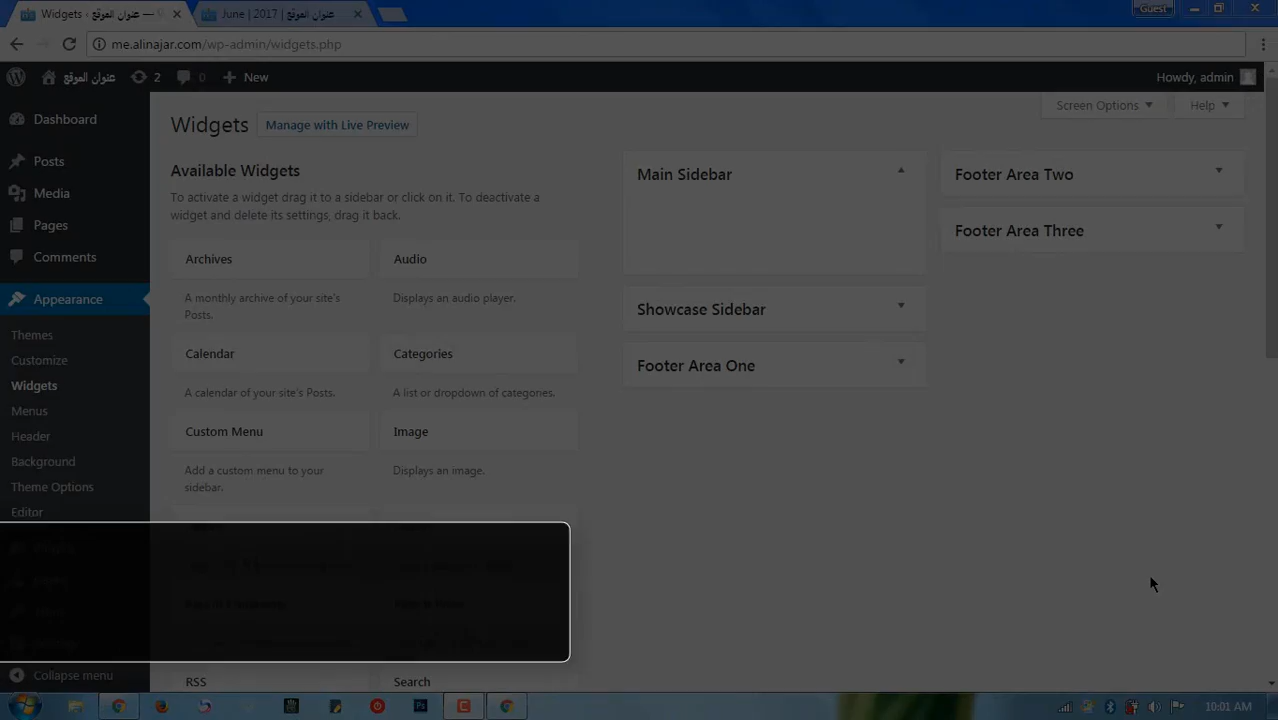 Widgets ‹ عنوان الموقع — V
June | 2017 | عنوان الموقع
Guest
me.alinajar.com/wp-admin/widgets.php
عنوان الموقع
2
0
New
Howdy, admin
Dashboard
Posts
Media
Pages
Comments
Appearance
Themes
Customize
Widgets
Menus
Header
Background
Theme Options
Editor
Collapse menu
Screen Options
Help
Widgets
Manage with Live Preview
Available Widgets
To activate a widget drag it to a sidebar or click on it. To deactivate a
widget and delete its settings, drag it back.
Archives
A monthly archive of your site's
Posts.
Audio
Displays an audio player.
Calendar
A calendar of your site's Posts.
Categories
A list or dropdown of categories.
Custom Menu
Add a custom menu to your
sidebar.
Image
Displays an image.
RSS
Search
Main Sidebar
Showcase Sidebar
Footer Area One
Footer Area Two
Footer Area Three
10:01 AM